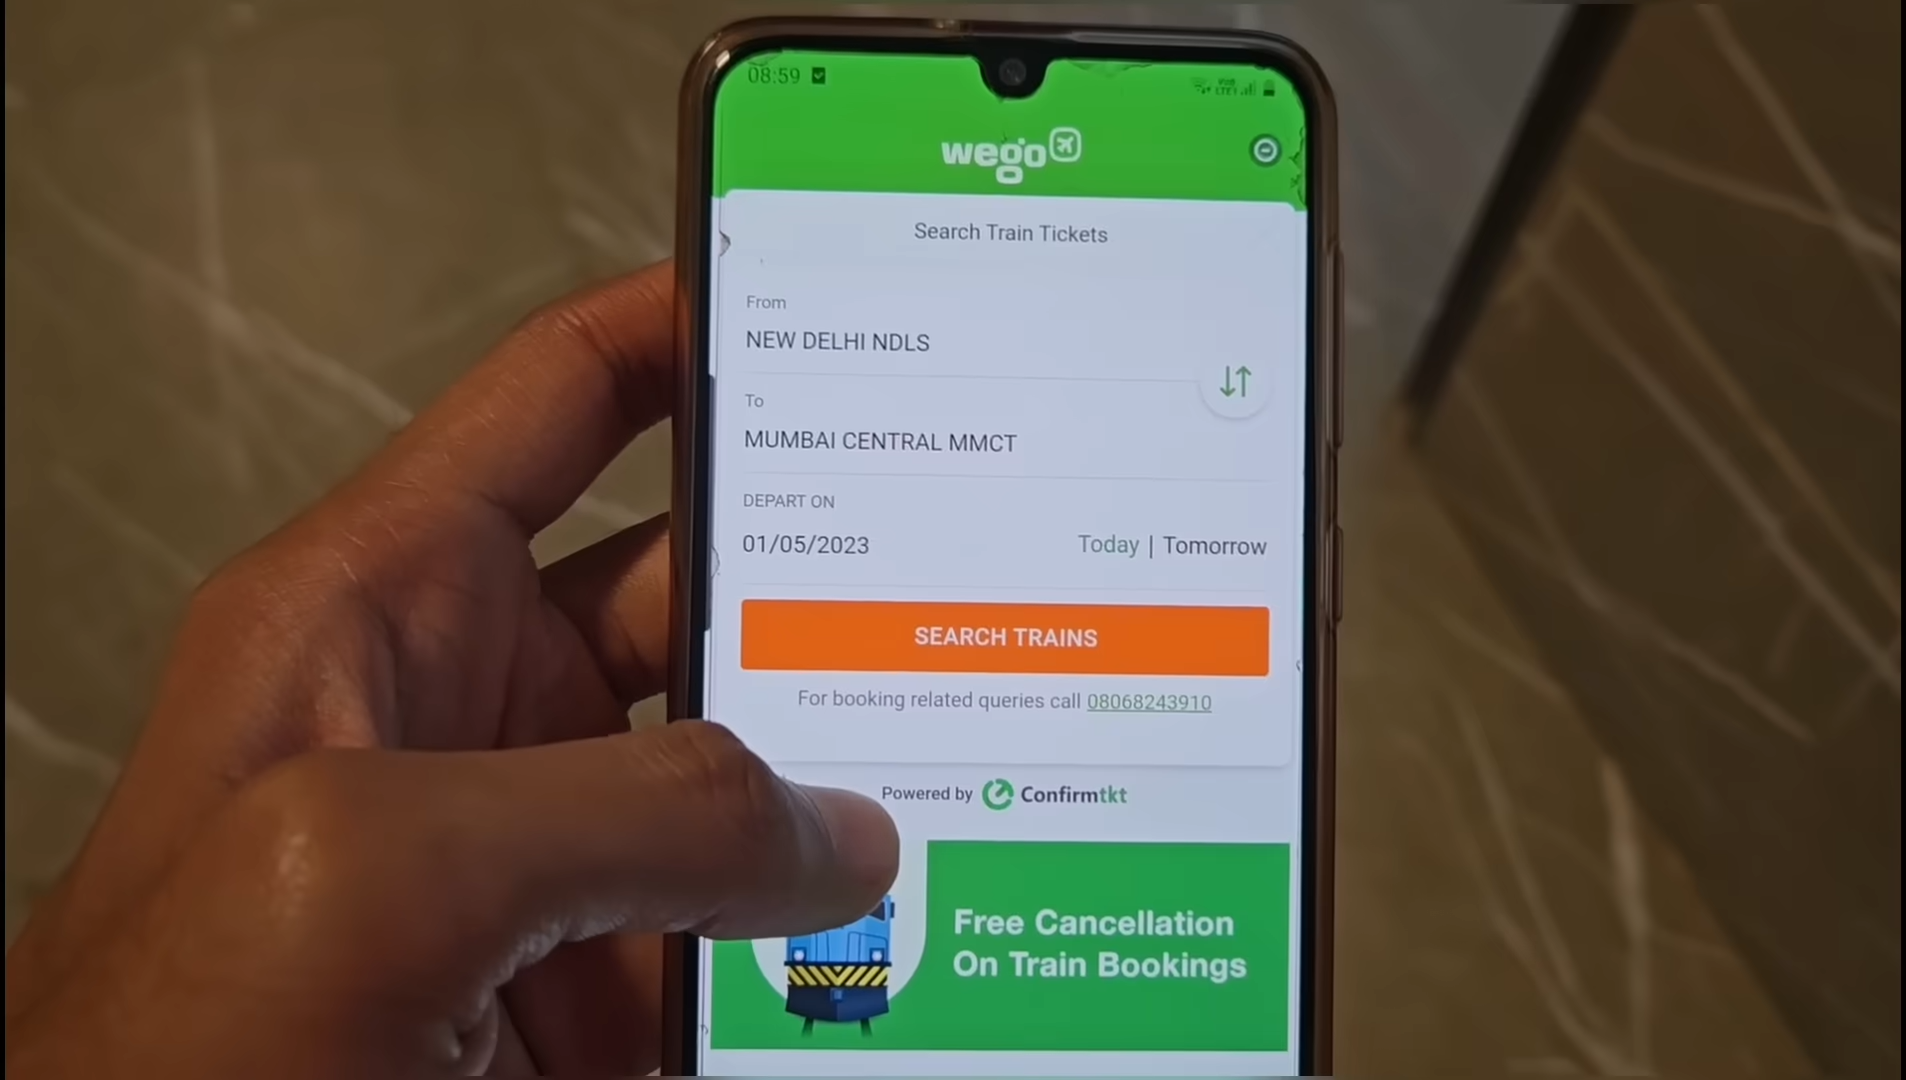 08:59
wego
Search Train Tickets
From
NEW DELHI NDLS
To
MUMBAI CENTRAL MMCT
DEPART ON
01/05/2023
Today | Tomorrow
SEARCH TRAINS
For booking related queries call 08068243910
Powered by Confirmtkt
Free Cancellation
On Train Bookings